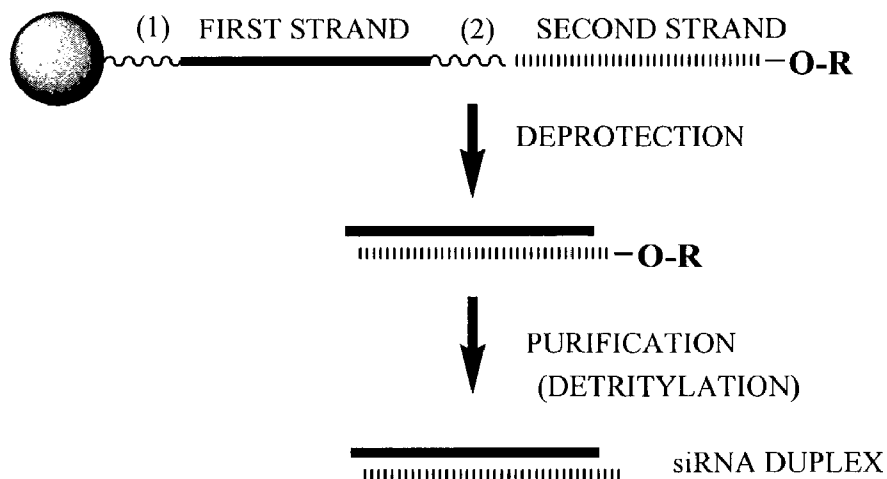 (1) FIRST STRAND (2) SECOND STRAND
O-R
DEPROTECTION
O-R
PURIFICATION
(DETRITYLATION)
siRNA DUPLEX